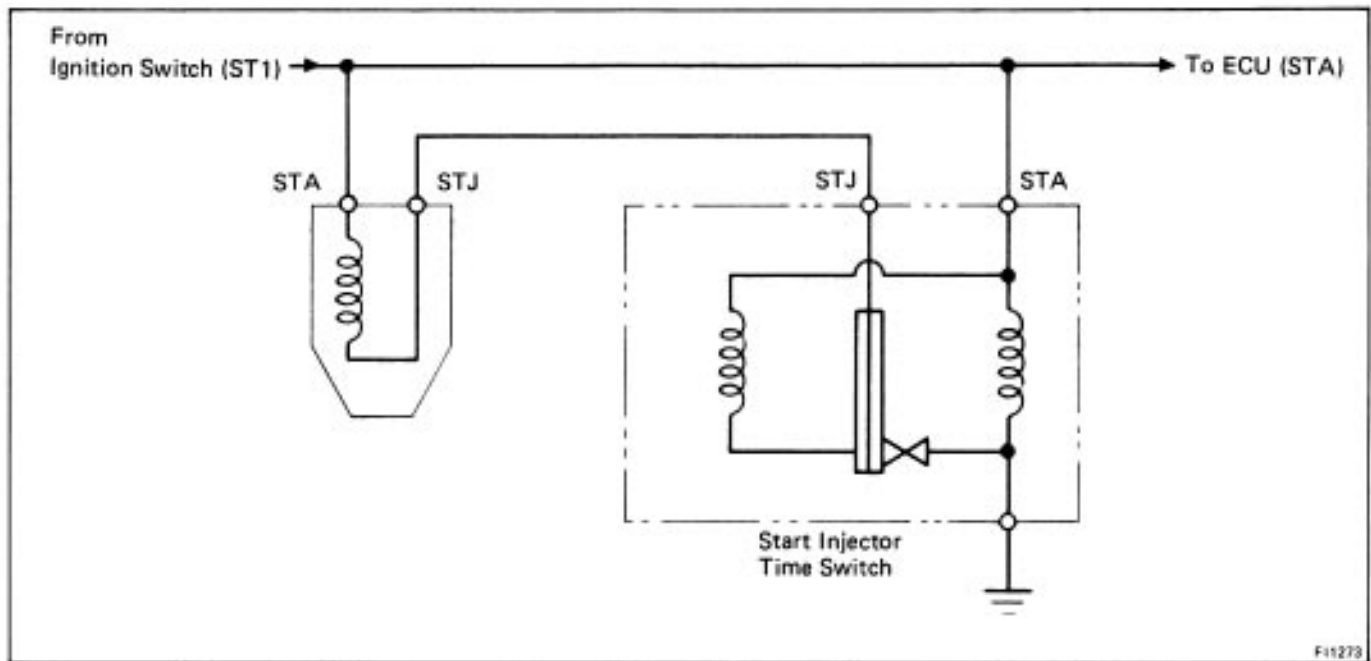 From
Ignition Switch (ST1)
To ECU (STA)
STA
STJ
STJ
STA
Start Injector
Time Switch
FI1273